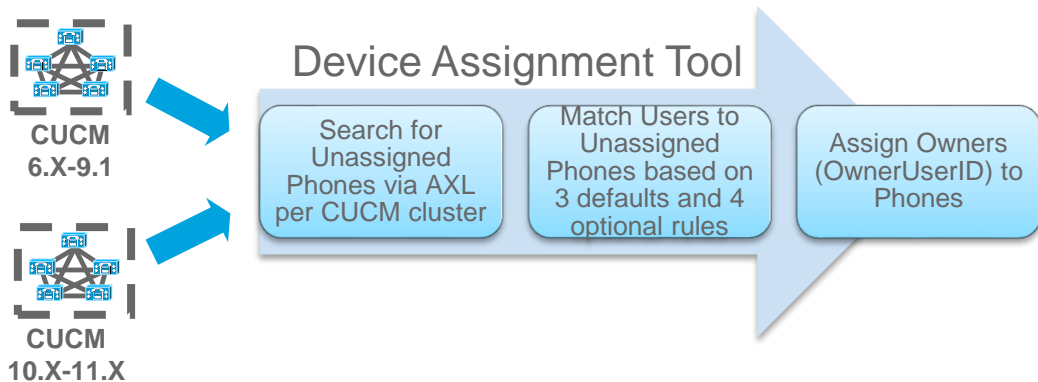 Device Assignment Tool
CUCM
6.X-9.1
CUCM
10.X-11.X
Search for
Unassigned
Phones via AXL
per CUCM cluster
Match Users to
Unassigned
Phones based on
3 defaults and 4
optional rules
Assign Owners
(OwnerUserID) to
Phones